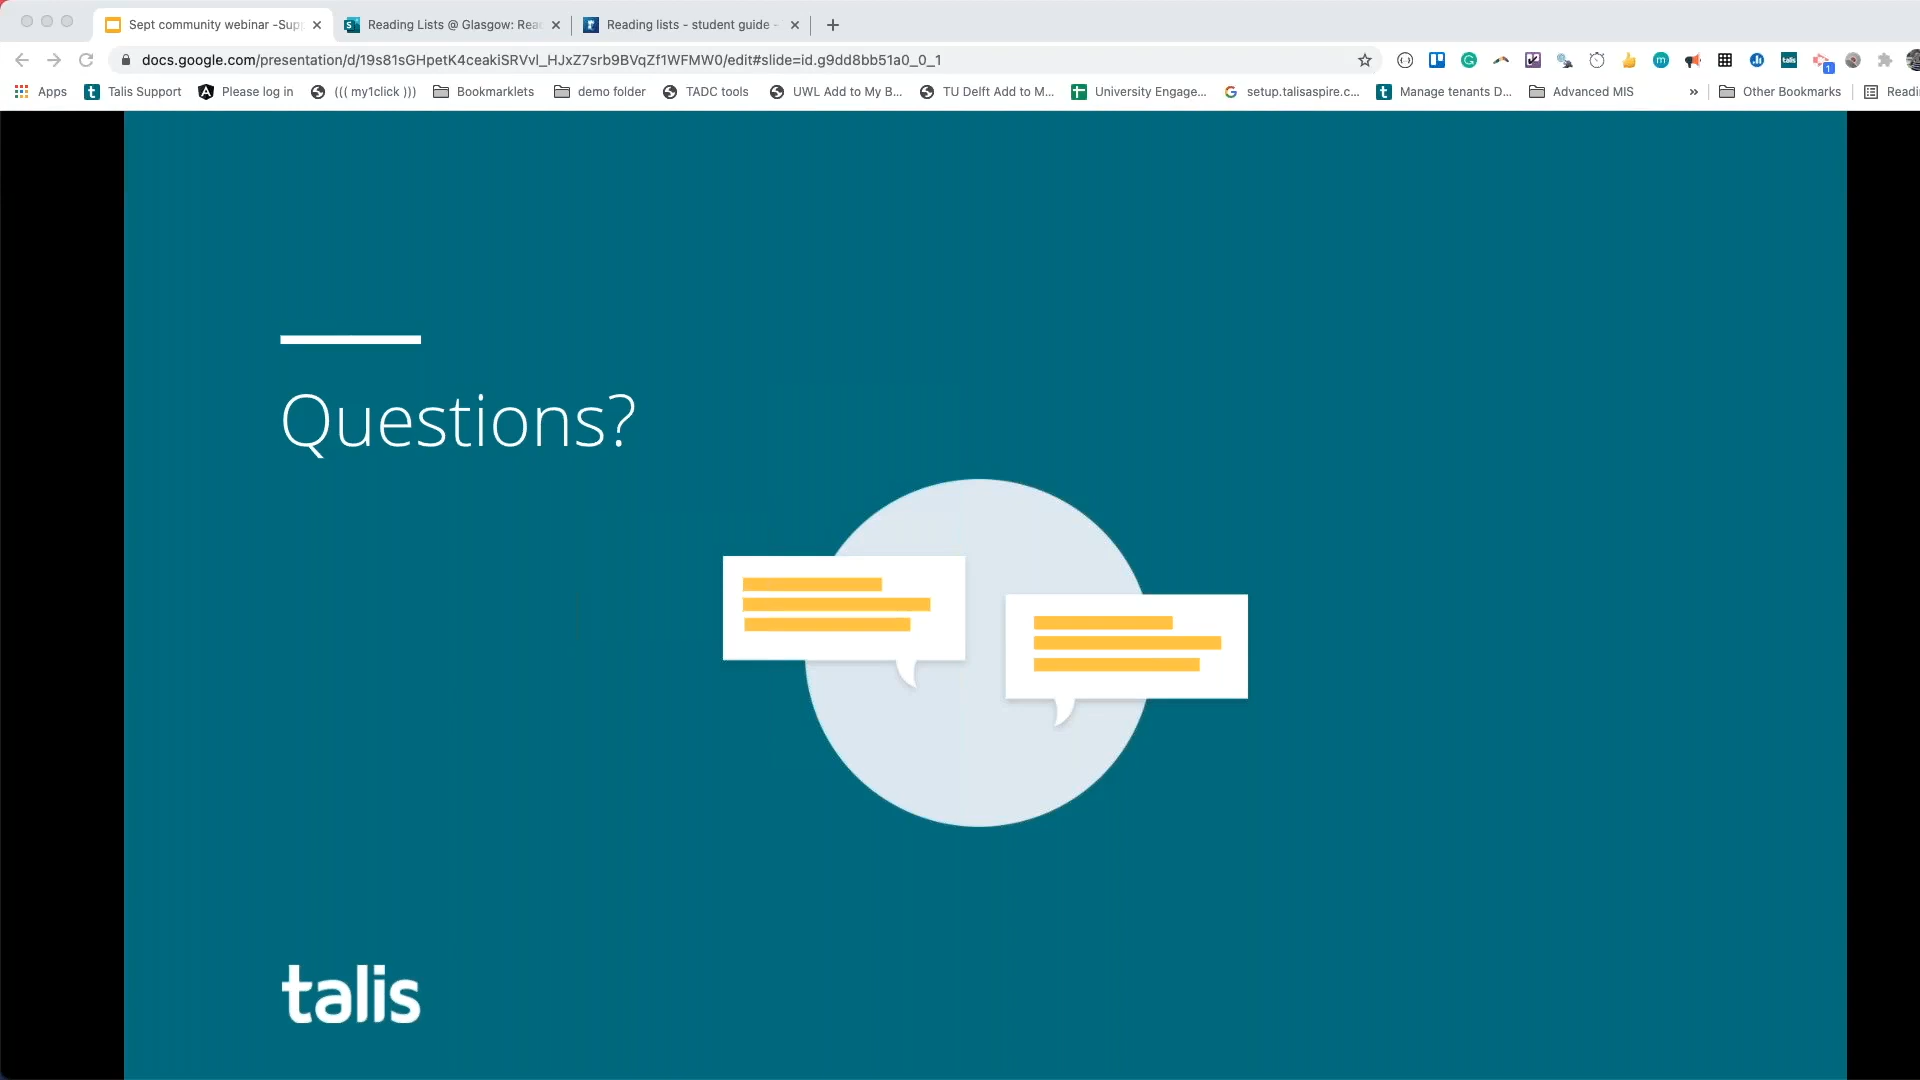 Sept community webinar -Sup
Reading Lists @ Glasgow: Rea
Reading lists - student guide -
docs.google.com/presentation/d/19s81sGHpetK4ceakiSRVvl_HJxZ7srb9BVqZf1WFMW0/edit#slide=id.g9dd8bb51a0_0_1
Apps
Talis Support
Please log in
((( my1click )))
Bookmarklets
demo folder
TADC tools
UWL Add to My B...
TU Delft Add to M...
University Engage...
setup.talisaspire.c...
Manage tenants D...
Advanced MIS
»
Other Bookmarks
Readi
Questions?
talis